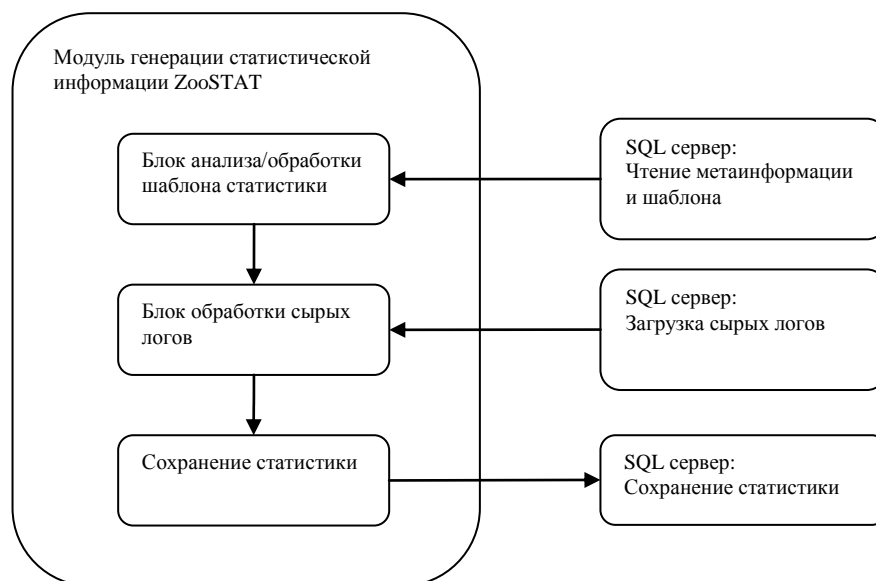 Модуль генерации статистической
информации ZooSTAT
Блок анализа/обработки
шаблона статистики
SQL сервер:
Чтение метаинформации
и шаблона
Блок обработки сырых
логов
SQL сервер:
Загрузка сырых логов
Сохранение статистики
SQL сервер:
Сохранение статистики